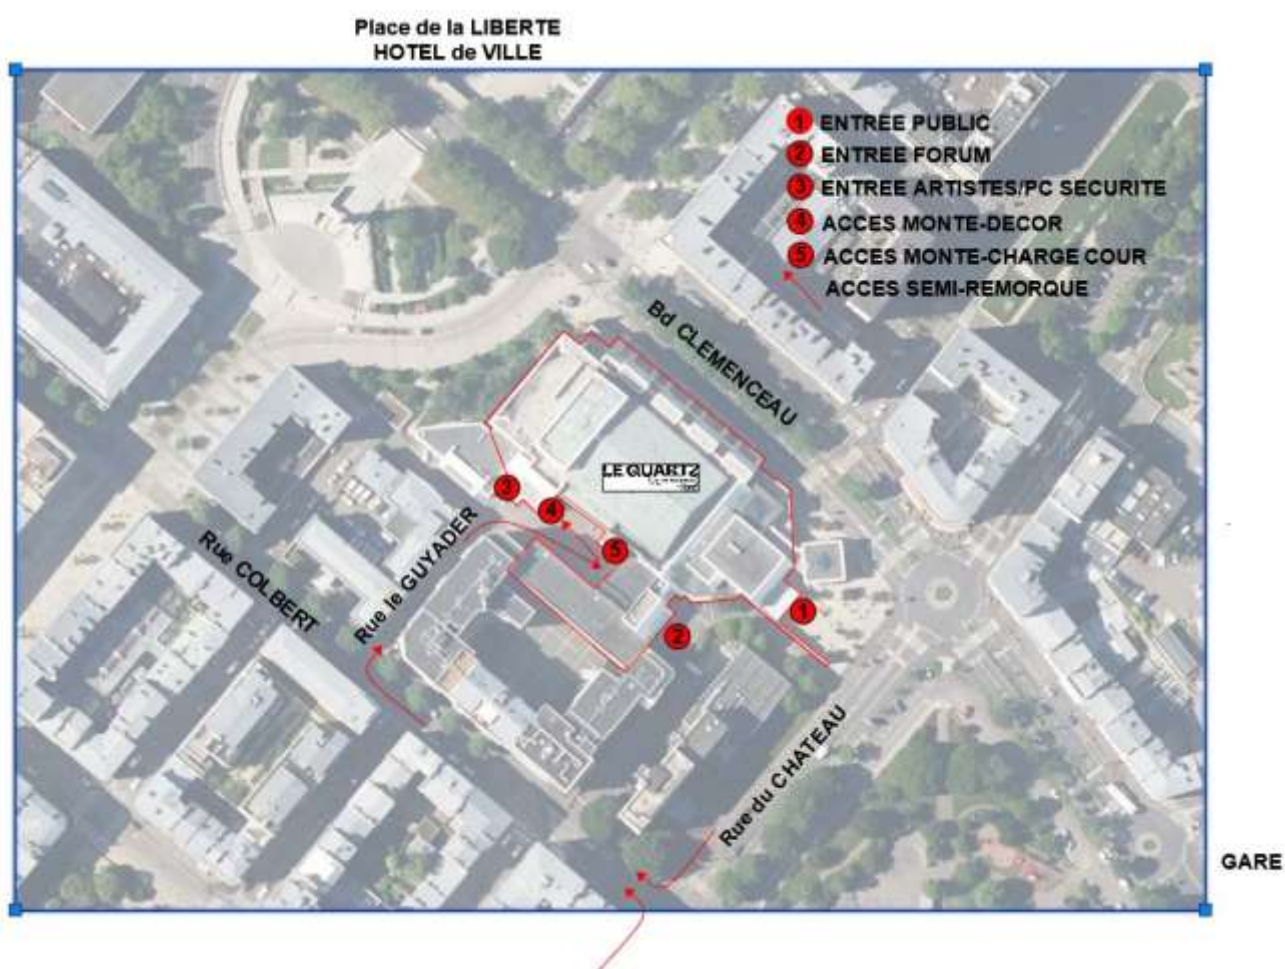 Place de la LIBERTE
HOTEL de VILLE
1 ENTREE PUBLIC
2 ENTREE FORUM
3 ENTREE ARTISTES/PC SECURITE
4 ACCES MONTE-DECOR
5 ACCES MONTE-CHARGE COUR
ACCES SEMI-REMORQUE
Bd CLEMENCEAU
LE QUARTZ
3
4
5
Rue le GUYADER
Rue COLBERT
1
2
Rue du CHATEAU
GARE